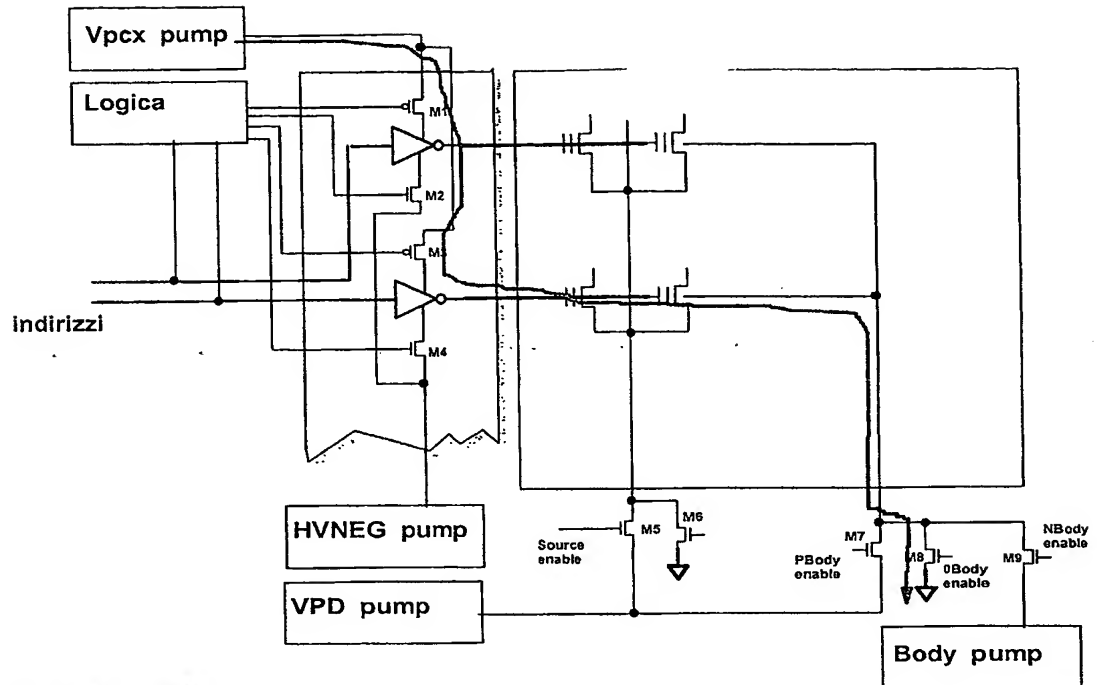 Vpcx pump
Logica
M1
M2
M3
indirizzi
M4
HVNEG pump
Source
enable
M5
M6
PBody
enable
M7
M8
0Body
enable
M9
NBody
enable
VPD pump
Body pump